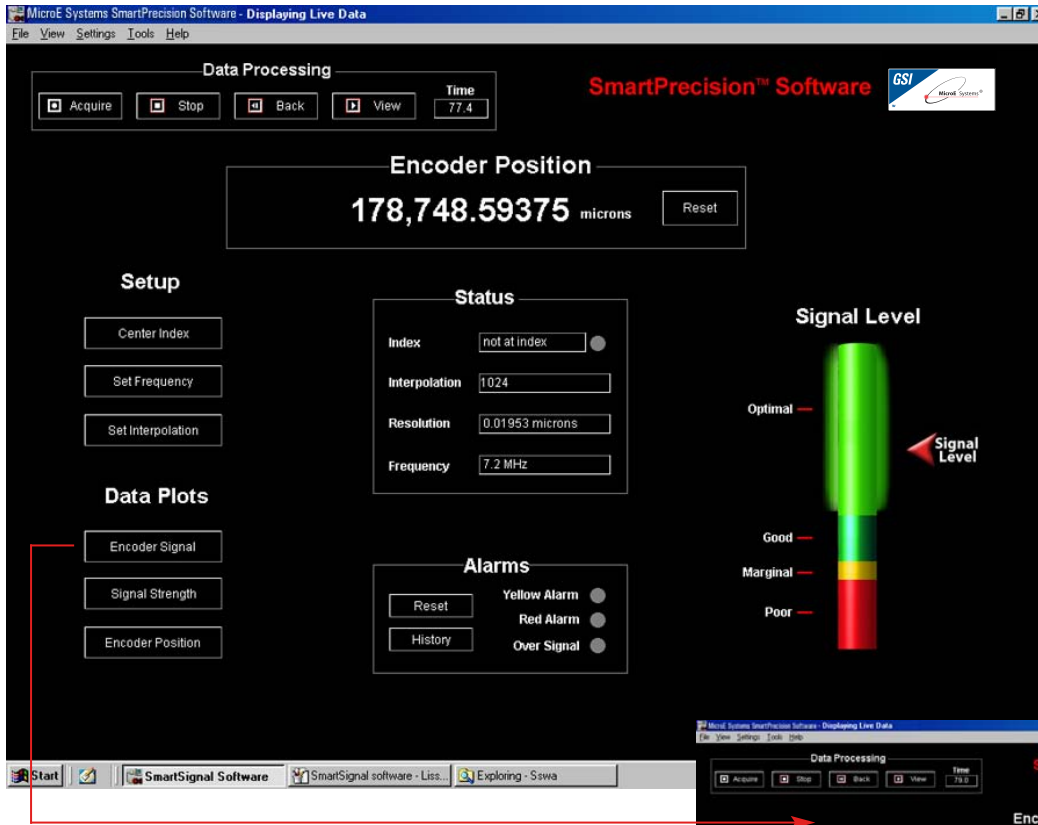 MicroE Systems SmartPrecision Software - Displaying Live Data
File View Settings Tools Help
Data Processing
Acquire Stop Back View
Time
77.4
SmartPrecision™ Software
GSI
MicroE Systems®
Encoder Position
178,748.59375 microns
Reset
Setup
Center Index
Set Frequency
Set Interpolation
Data Plots
Encoder Signal
Signal Strength
Encoder Position
Status
Index not at index
Interpolation 1024
Resolution 0.01953 microns
Frequency 7.2 MHz
Alarms
Reset
History
Yellow Alarm
Red Alarm
Over Signal
Signal Level
Optimal
Signal
Level
Good
Marginal
Poor
Start
SmartSignal Software
SmartSignal software - Liss...
Exploring - Sswa
MicroE Systems SmartPrecision Software - Displaying Live Data
File View Settings Tools Help
Data Processing
Acquire Stop Back View
Time
79.0
S
Enc